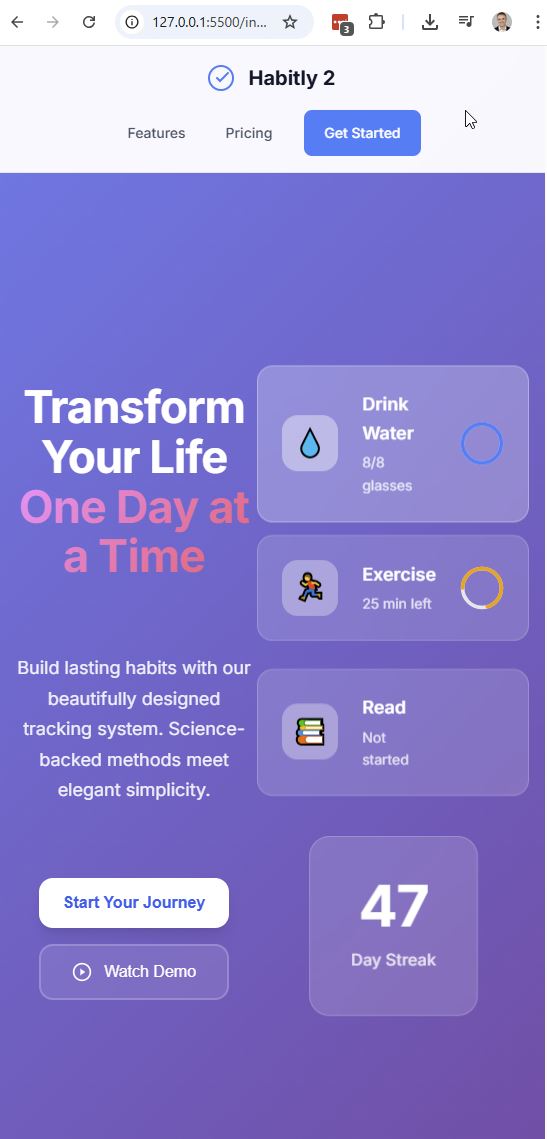 127.0.0.1:5500/in...
3
Habitly 2
Features
Pricing
Get Started
Transform
Your Life
One Day at
a Time
Build lasting habits with our
beautifully designed
tracking system. Science-
backed methods meet
elegant simplicity.
Start Your Journey
Watch Demo
Drink
Water
8/8
glasses
Exercise
25 min left
Read
Not
started
47
Day Streak